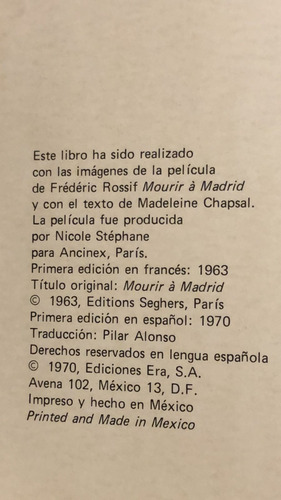 Este libro ha sido realizado
con las imágenes de la película
de Frédéric Rossif Mourir à Madrid
y con el texto de Madeleine Chapsal.
La película fue producida
por Nicole Stéphane
para Ancinex, París.
Primera edición en francés: 1963
Título original: Mourir à Madrid
© 1963, Editions Seghers, París
Primera edición en español: 1970
Traducción: Pilar Alonso
Derechos reservados en lengua española
© 1970, Ediciones Era, S.A.
Avena 102, México 13, D.F.
Impreso y hecho en México
Printed and Made in Mexico